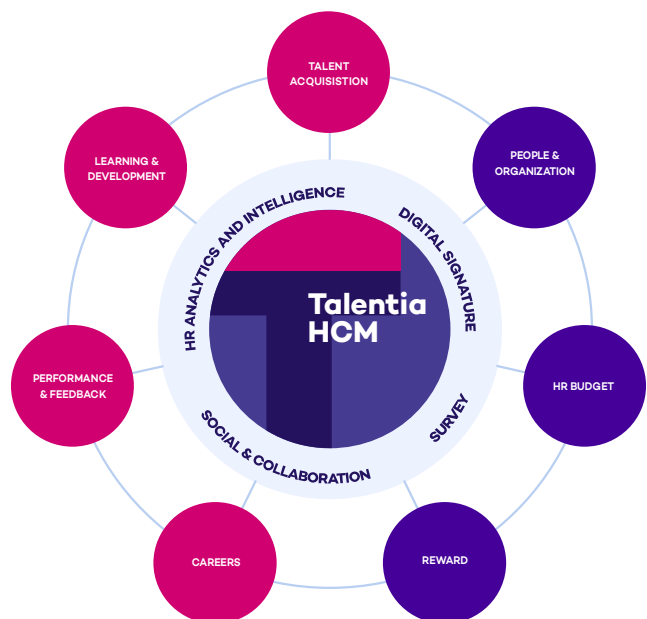 TALENT
ACQUISISTION
PEOPLE &
ORGANIZATION
HR BUDGET
REWARD
CAREERS
PERFORMANCE
& FEEDBACK
LEARNING &
DEVELOPMENT
HR ANALYTICS AND INTELLIGENCE
DIGITAL SIGNATURE
SURVEY
SOCIAL & COLLABORATION
Talentia
HCM